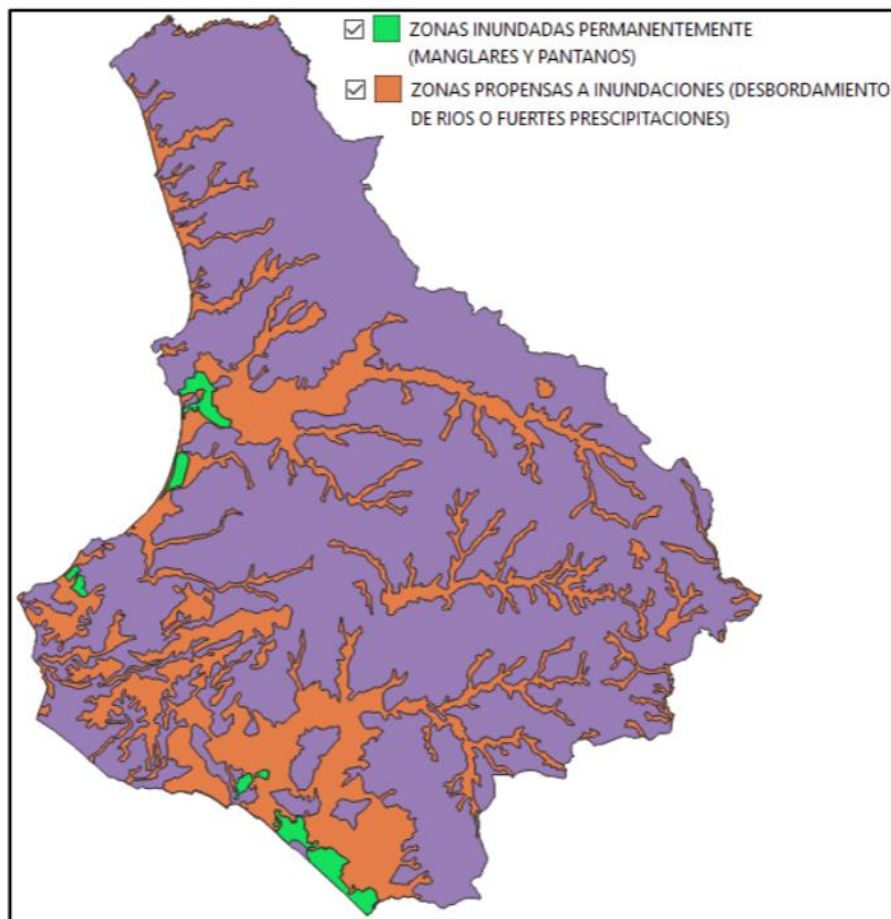 ZONAS INUNDADAS PERMANENTEMENTE
(MANGLARES Y PANTANOS)
ZONAS PROPENSAS A INUNDACIONES (DESBORDAMIENTO
DE RIOS O FUERTES PRESCIPITACIONES)